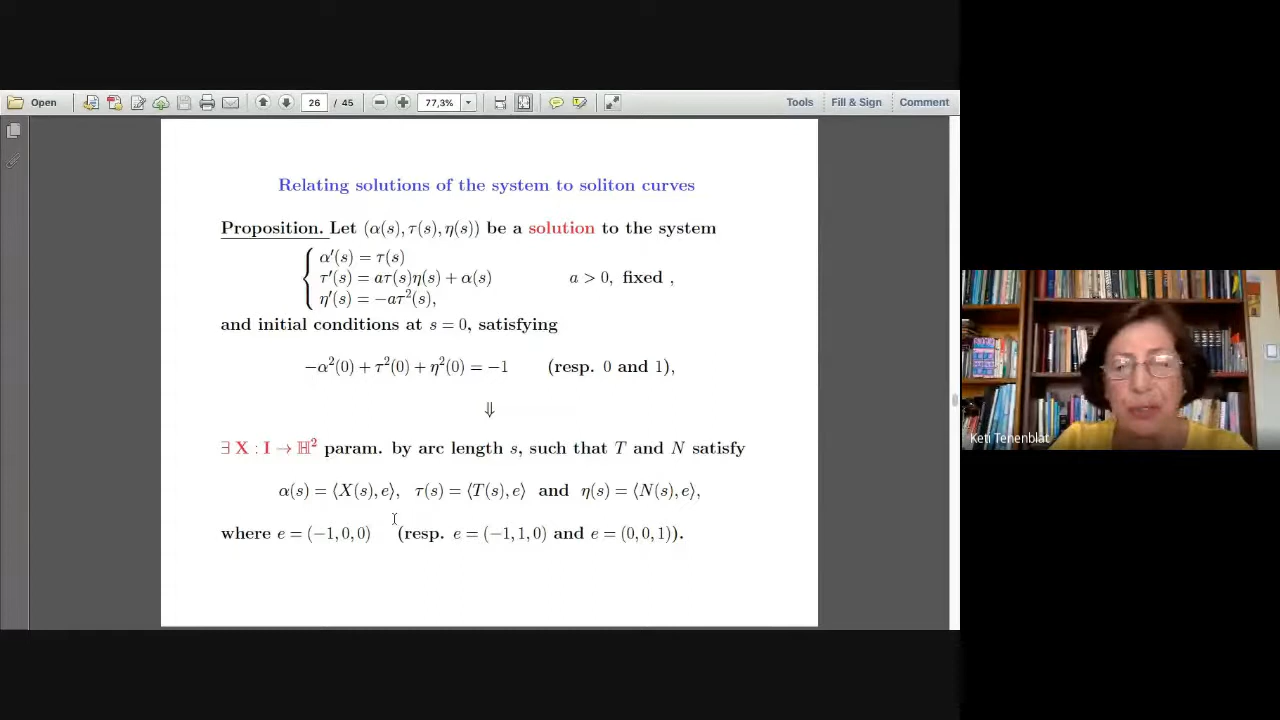 Open 26 / 45 77,3% Tools Fill & Sign Comment
Relating solutions of the system to soliton curves
Proposition. Let (α(s), τ(s), η(s)) be a solution to the system
α′(s) = τ(s)
τ′(s) = aτ(s)η(s) + α(s) a > 0, fixed ,
η′(s) = −aτ²(s),
and initial conditions at s = 0, satisfying
−α²(0) + τ²(0) + η²(0) = −1 (resp. 0 and 1),
⇓
∃ X : I → ℍ² param. by arc length s, such that T and N satisfy
α(s) = ⟨X(s), e⟩, τ(s) = ⟨T(s), e⟩ and η(s) = ⟨N(s), e⟩,
where e = (−1, 0, 0) (resp. e = (−1, 1, 0) and e = (0, 0, 1)).
Keti Tenenblat